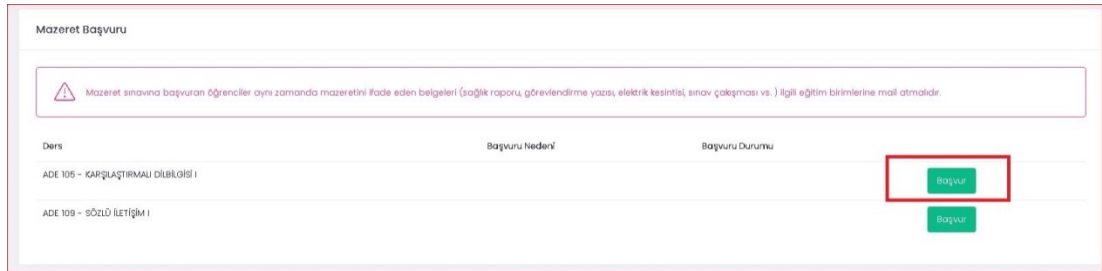 Mazeret Başvuru
Mazeret sınavına başvuran öğrenciler aynı zamanda mazeretini ifade eden belgeleri (sağlık raporu, görevlendirme yazısı, elektrik kesintisi, sınav çakışması vs. ) ilgili eğitim birimlerine mail atmalıdır.
Ders Başvuru Nedeni Başvuru Durumu
ADE 105 - KARŞILAŞTIRMALI DİLBİLGİSİ I Başvur
ADE 109 - SÖZLÜ İLETİŞİM I Başvur